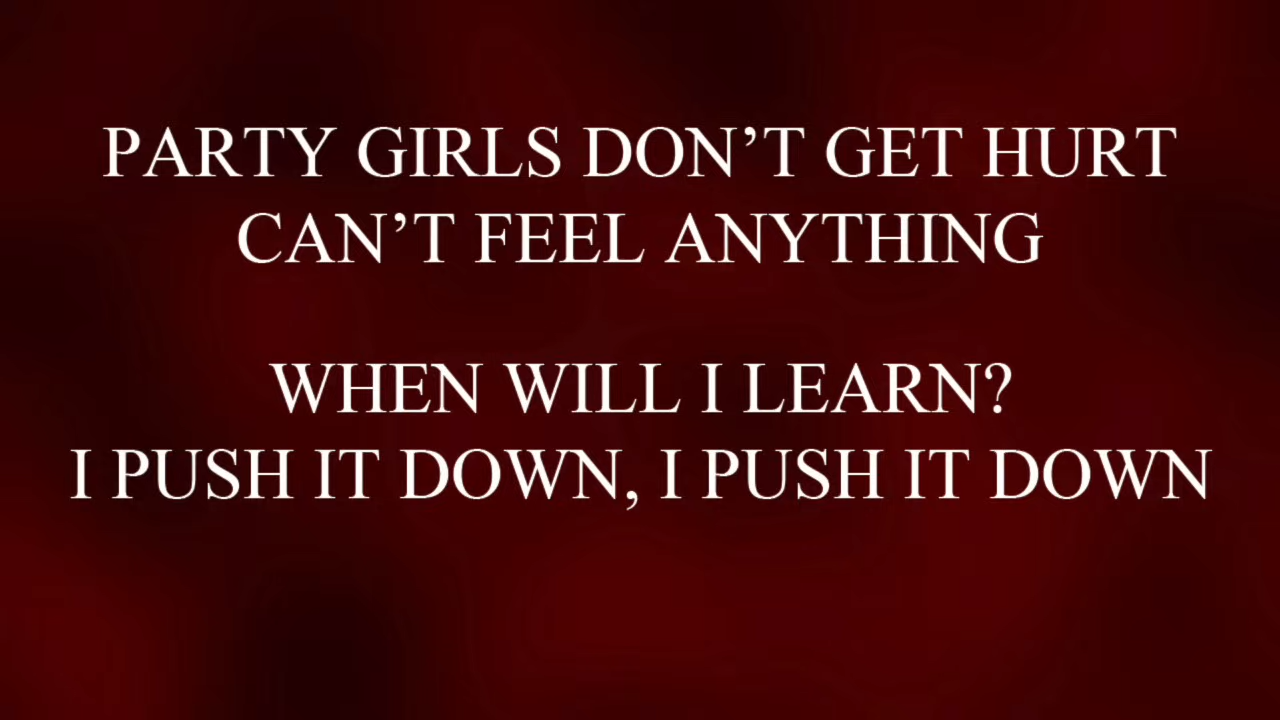 PARTY GIRLS DON’T GET HURT
CAN’T FEEL ANYTHING
WHEN WILL I LEARN?
I PUSH IT DOWN, I PUSH IT DOWN